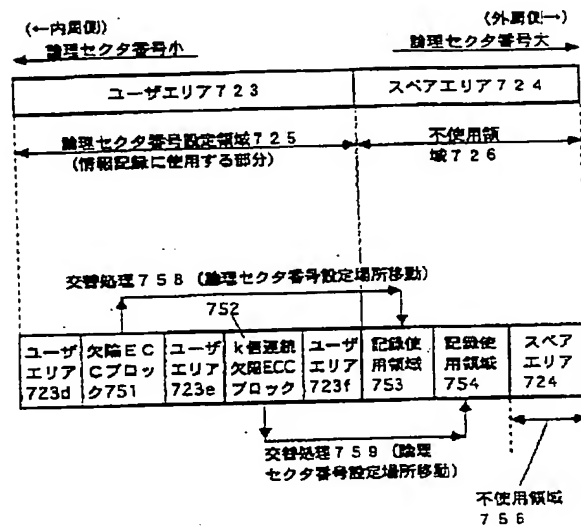 (←内周側)
(外周側→)
論理セクタ番号小
論理セクタ番号大
ユーザエリア723
スペアエリア724
論理セクタ番号設定領域725
(情報記録に使用する部分)
不使用領
域726
交替処理758 (論理セクタ番号設定場所移動)
752
ユーザ
エリア
723d
欠陥EC
Cブロッ
ク751
ユーザ
エリア
723e
k個連続
欠陥ECC
ブロック
ユーザ
エリア
723f
記録使
用領域
753
記録使
用領域
754
スペア
エリア
724
交替処理759 (論理
セクタ番号設定場所移動)
不使用領域
756